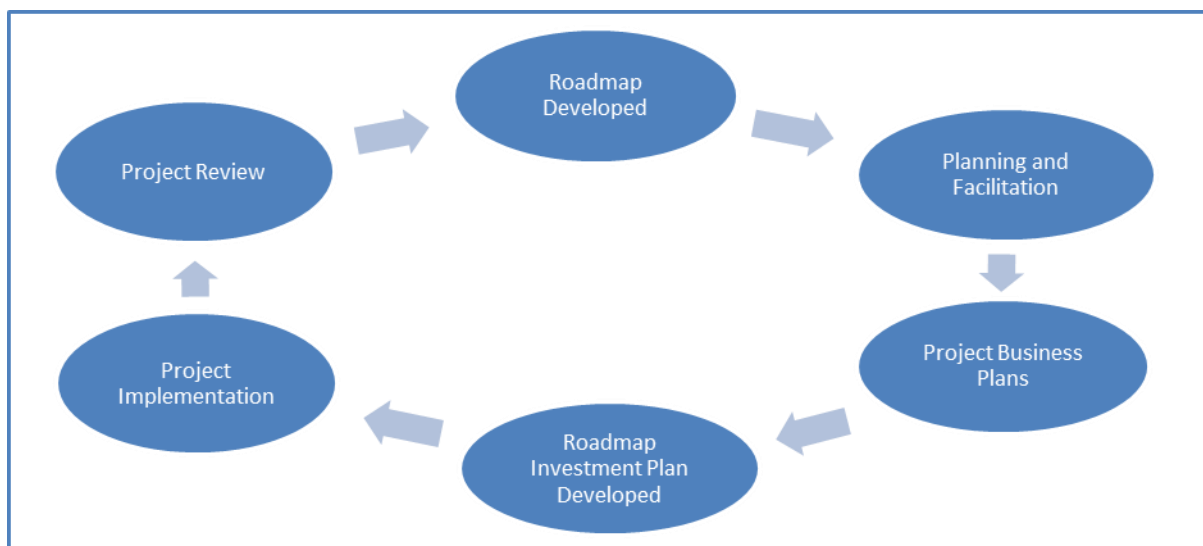 Roadmap
Developed
Planning and
Facilitation
Project Business
Plans
Roadmap
Investment Plan
Developed
Project
Implementation
Project Review